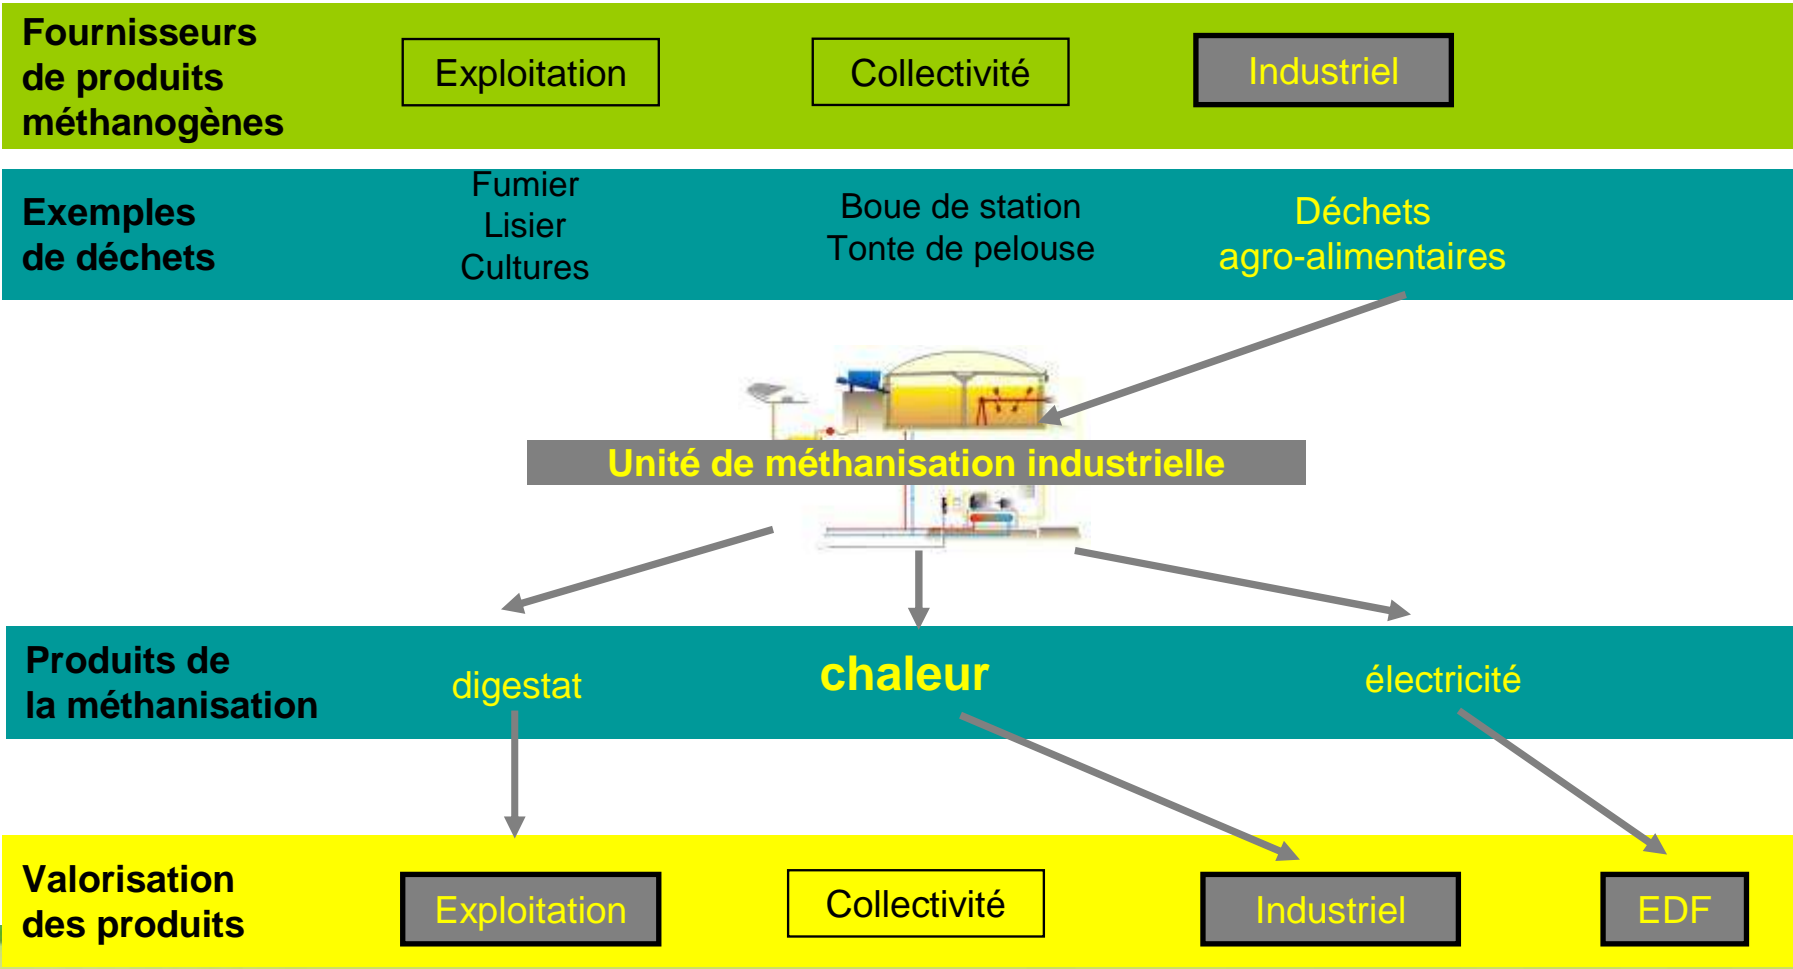 Fournisseurs
de produits
méthanogènes
Exploitation
Collectivité
Industriel
Exemples
de déchets
Fumier
Lisier
Cultures
Boue de station
Tonte de pelouse
Déchets
agro-alimentaires
Unité de méthanisation industrielle
Produits de
la méthanisation
digestat
chaleur
électricité
Valorisation
des produits
Exploitation
Collectivité
Industriel
EDF